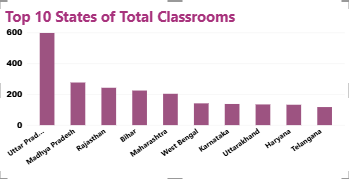 Top 10 States of Total Classrooms
600
400
200
0
Uttar Prad...
Madhya Pradesh
Rajasthan
Bihar
Maharashtra
West Bengal
Karnataka
Uttarakhand
Haryana
Telangana